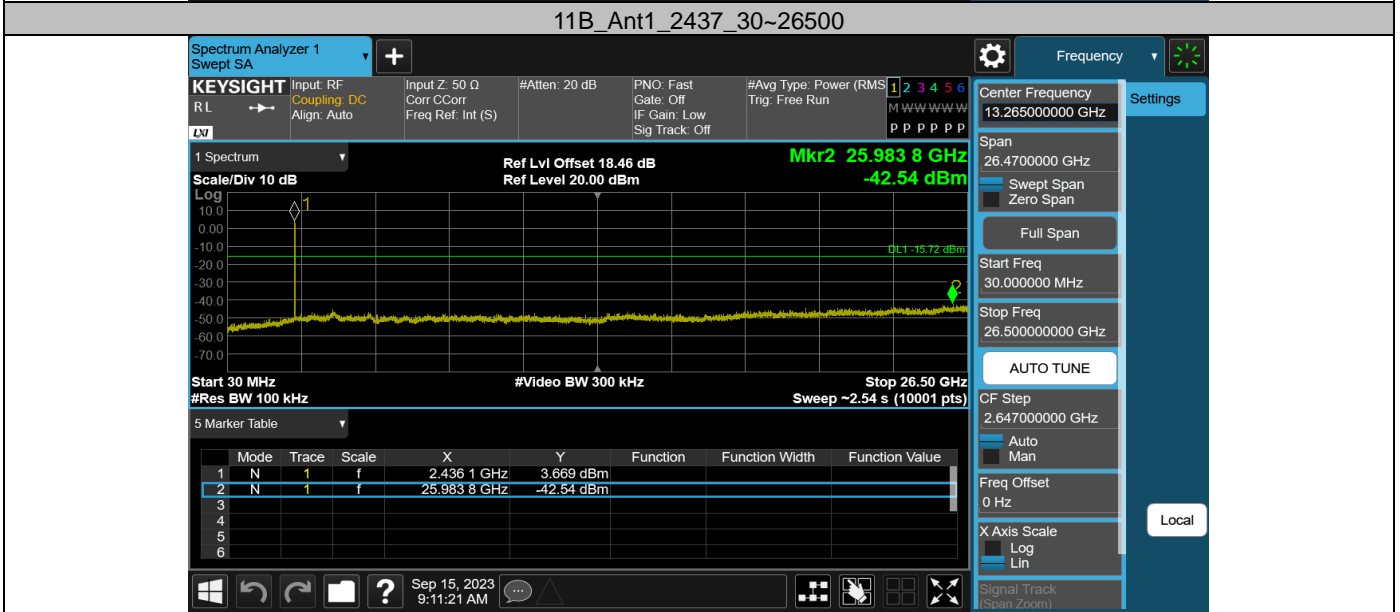 11B_Ant1_2437_30~26500
Spectrum Analyzer 1
Swept SA
Frequency
KEYSIGHT
RL
LXI
Input: RF
Coupling: DC
Align: Auto
Input Z: 50 Ω
Corr CCorr
Freq Ref: Int (S)
#Atten: 20 dB
PNO: Fast
Gate: Off
IF Gain: Low
Sig Track: Off
#Avg Type: Power (RMS
Trig: Free Run
1 2 3 4 5 6
M W W W W W
P P P P P P
1 Spectrum
Scale/Div 10 dB
Ref Lvl Offset 18.46 dB
Ref Level 20.00 dBm
Mkr2 25.983 8 GHz
-42.54 dBm
Log
10.0
0.00
-10.0
-20.0
-30.0
-40.0
-50.0
-60.0
-70.0
1
DL1 -15.72 dBm
2
Start 30 MHz
#Video BW 300 kHz
Stop 26.50 GHz
#Res BW 100 kHz
Sweep ~2.54 s (10001 pts)
5 Marker Table
Mode Trace Scale X Y Function Function Width Function Value
1 N 1 f 2.436 1 GHz 3.669 dBm
2 N 1 f 25.983 8 GHz -42.54 dBm
3
4
5
6
Sep 15, 2023
9:11:21 AM
Center Frequency
13.265000000 GHz
Span
26.4700000 GHz
Swept Span
Zero Span
Full Span
Start Freq
30.000000 MHz
Stop Freq
26.500000000 GHz
AUTO TUNE
CF Step
2.647000000 GHz
Auto
Man
Freq Offset
0 Hz
X Axis Scale
Log
Lin
Signal Track
(Span Zoom)
Settings
Local